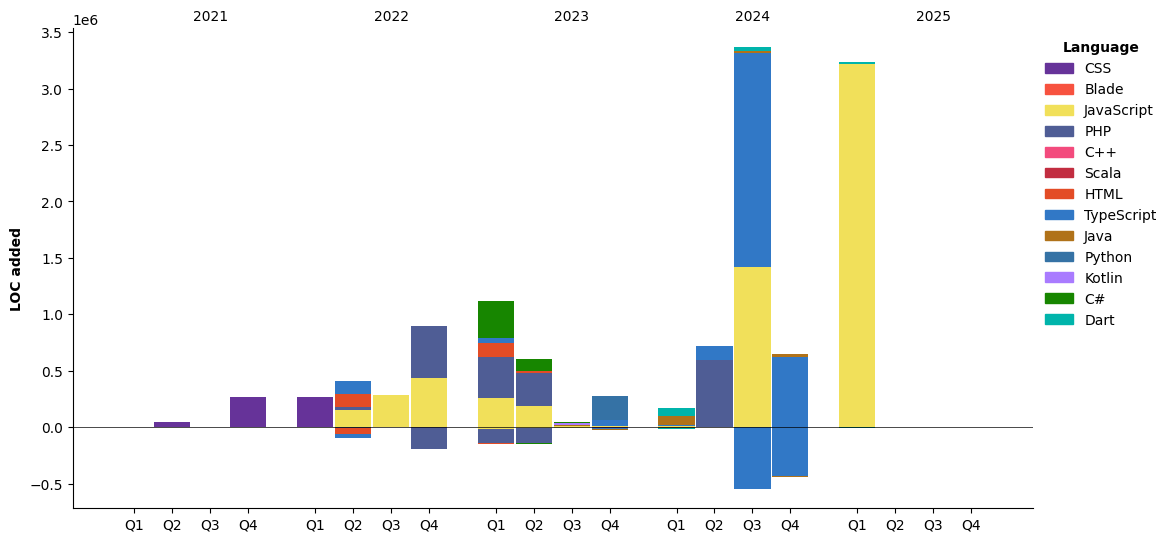 1e6
2021 2022 2023 2024 2025
3.5
3.0
2.5
2.0
1.5
1.0
0.5
0.0
−0.5
LOC added
Q1 Q2 Q3 Q4 Q1 Q2 Q3 Q4 Q1 Q2 Q3 Q4 Q1 Q2 Q3 Q4 Q1 Q2 Q3 Q4
Language
CSS
Blade
JavaScript
PHP
C++
Scala
HTML
TypeScript
Java
Python
Kotlin
C#
Dart